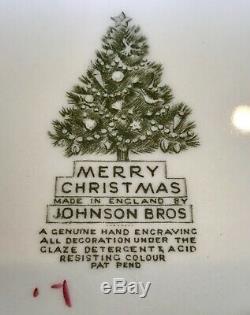 MERRY
CHRISTMAS
MADE IN ENGLAND BY
JOHNSON BROS
A GENUINE HAND ENGRAVING
ALL DECORATION UNDER THE
GLAZE DETERGENT & ACID
RESISTING COLOUR
PAT PEND